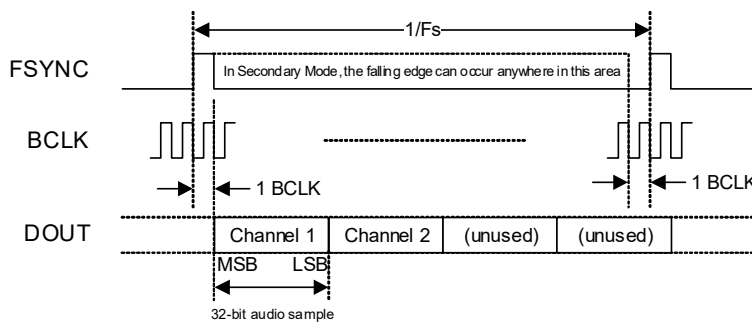 1/Fs
FSYNC
In Secondary Mode, the falling edge can occur anywhere in this area
BCLK
1 BCLK
1 BCLK
DOUT
Channel 1
Channel 2
(unused)
(unused)
MSB
LSB
32-bit audio sample